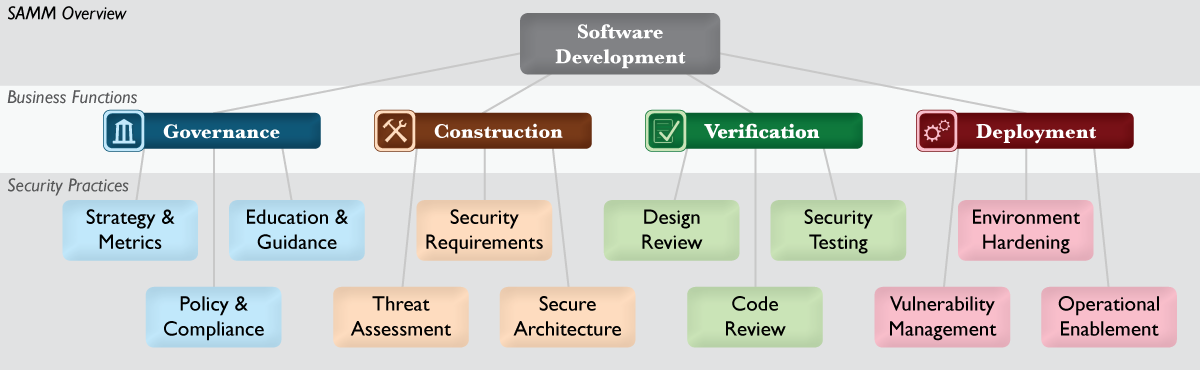 SAMM Overview
Software
Development
Business Functions
Governance
Construction
Verification
Deployment
Security Practices
Strategy &
Metrics
Education &
Guidance
Security
Requirements
Design
Review
Security
Testing
Environment
Hardening
Policy &
Compliance
Threat
Assessment
Secure
Architecture
Code
Review
Vulnerability
Management
Operational
Enablement